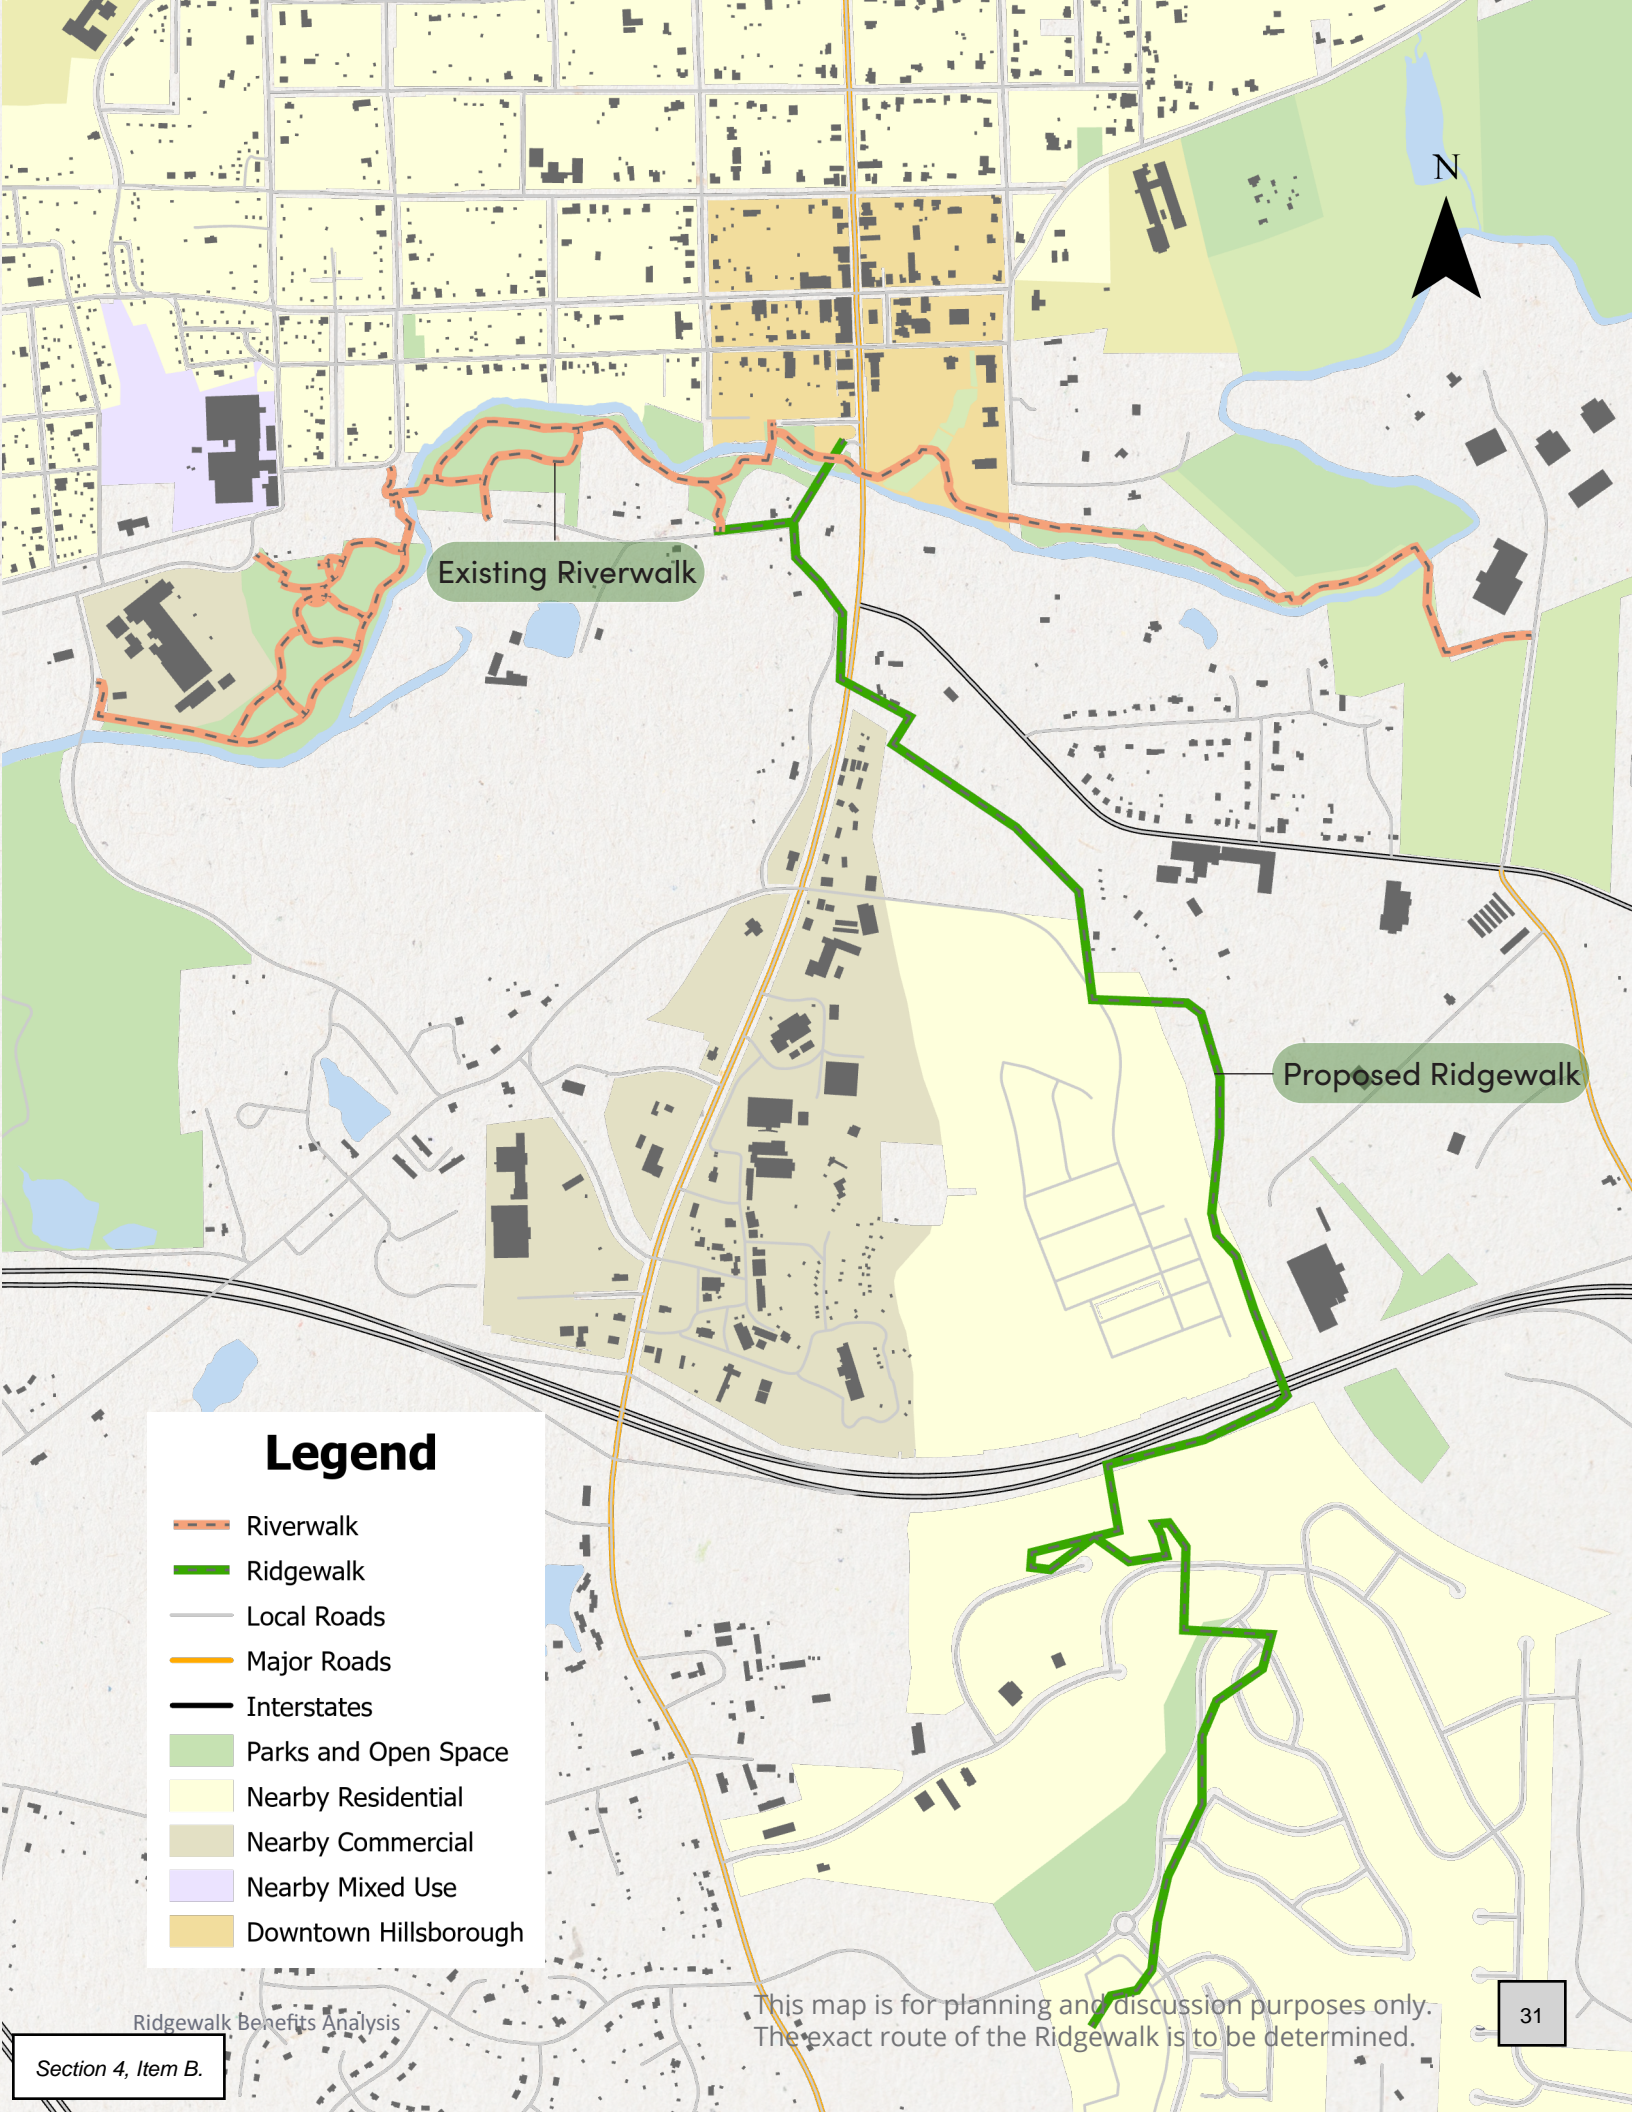 N
Existing Riverwalk
Proposed Ridgewalk
Legend
Riverwalk
Ridgewalk
Local Roads
Major Roads
Interstates
Parks and Open Space
Nearby Residential
Nearby Commercial
Nearby Mixed Use
Downtown Hillsborough
This map is for planning and discussion purposes only.
The exact route of the Ridgewalk is to be determined.
31
Ridgewalk Benefits Analysis
Section 4, Item B.